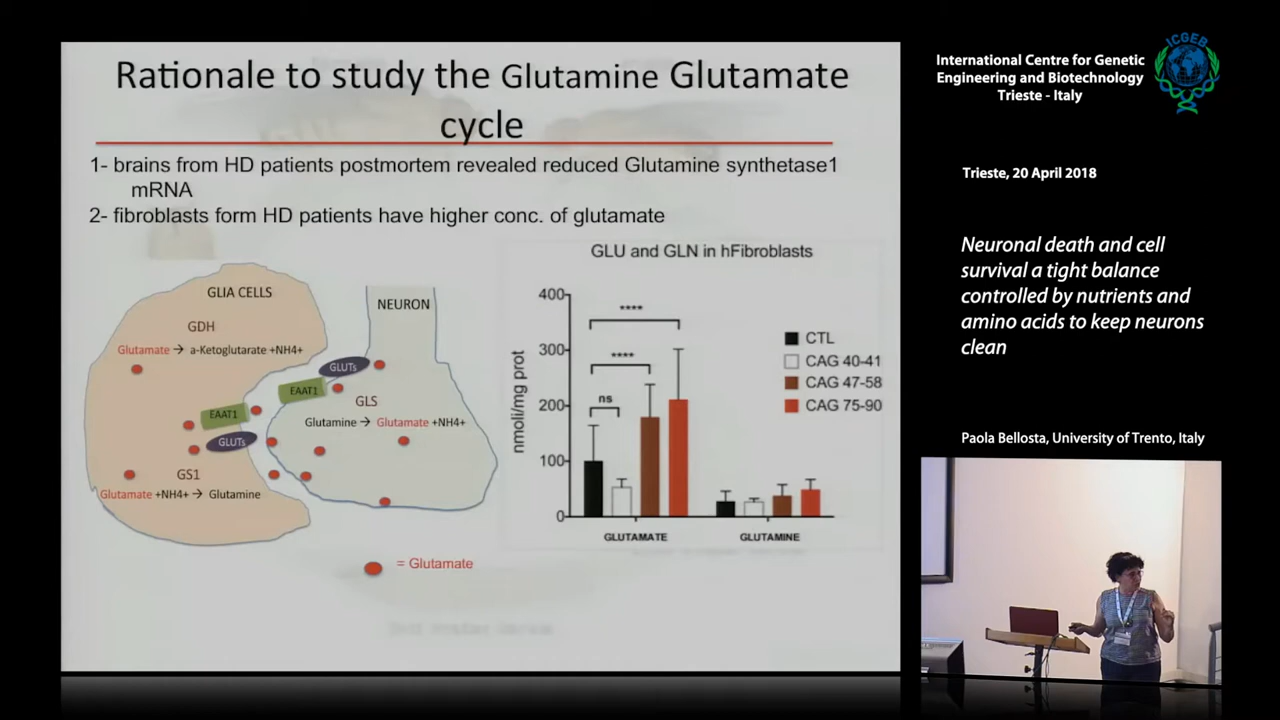 Rationale to study the Glutamine Glutamate
cycle
1- brains from HD patients postmortem revealed reduced Glutamine synthetase1
mRNA
2- fibroblasts form HD patients have higher conc. of glutamate
GLIA CELLS
GDH
Glutamate → a-Ketoglutarate +NH4+
NEURON
GLUTs
EAAT1
GLS
Glutamine → Glutamate +NH4+
EAAT1
GLUTs
GS1
Glutamate +NH4+ → Glutamine
= Glutamate
GLU and GLN in hFibroblasts
nmoli/mg prot
400
300
200
100
0
ns
****
****
CTL
CAG 40-41
CAG 47-58
CAG 75-90
GLUTAMATE
GLUTAMINE
International Centre for Genetic
Engineering and Biotechnology
Trieste - Italy
ICGEB
Trieste, 20 April 2018
Neuronal death and cell
survival a tight balance
controlled by nutrients and
amino acids to keep neurons
clean
Paola Bellosta, University of Trento, Italy